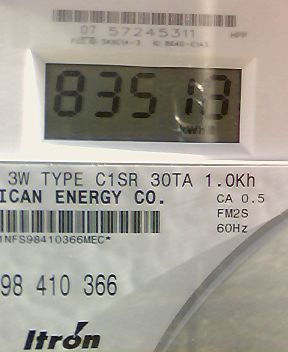 07 57245311
83513
kWh
3W TYPE C1SR 30TA 1.0Kh
ICAN ENERGY CO.
CA 0.5
FM2S
60Hz
1NFS98410366MEC*
98 410 366
Itron